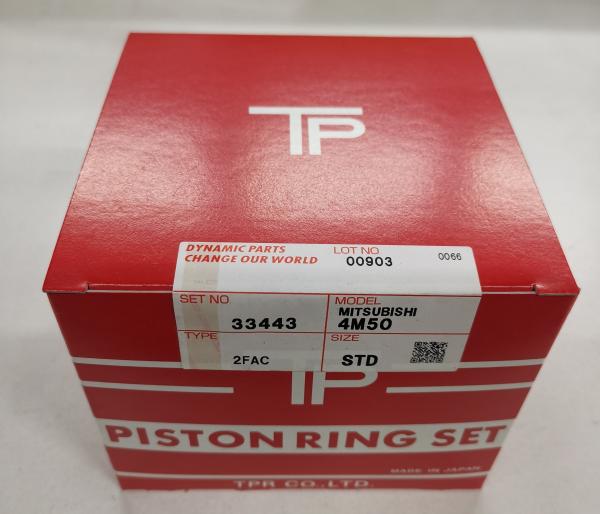 TP
DYNAMIC PARTS
CHANGE OUR WORLD
LOT NO
00903
0066
SET NO
33443
MODEL
MITSUBISHI
4M50
TYPE
2FAC
SIZE
STD
TP
PISTON RING SET
MADE IN JAPAN
TPR CO.,LTD.